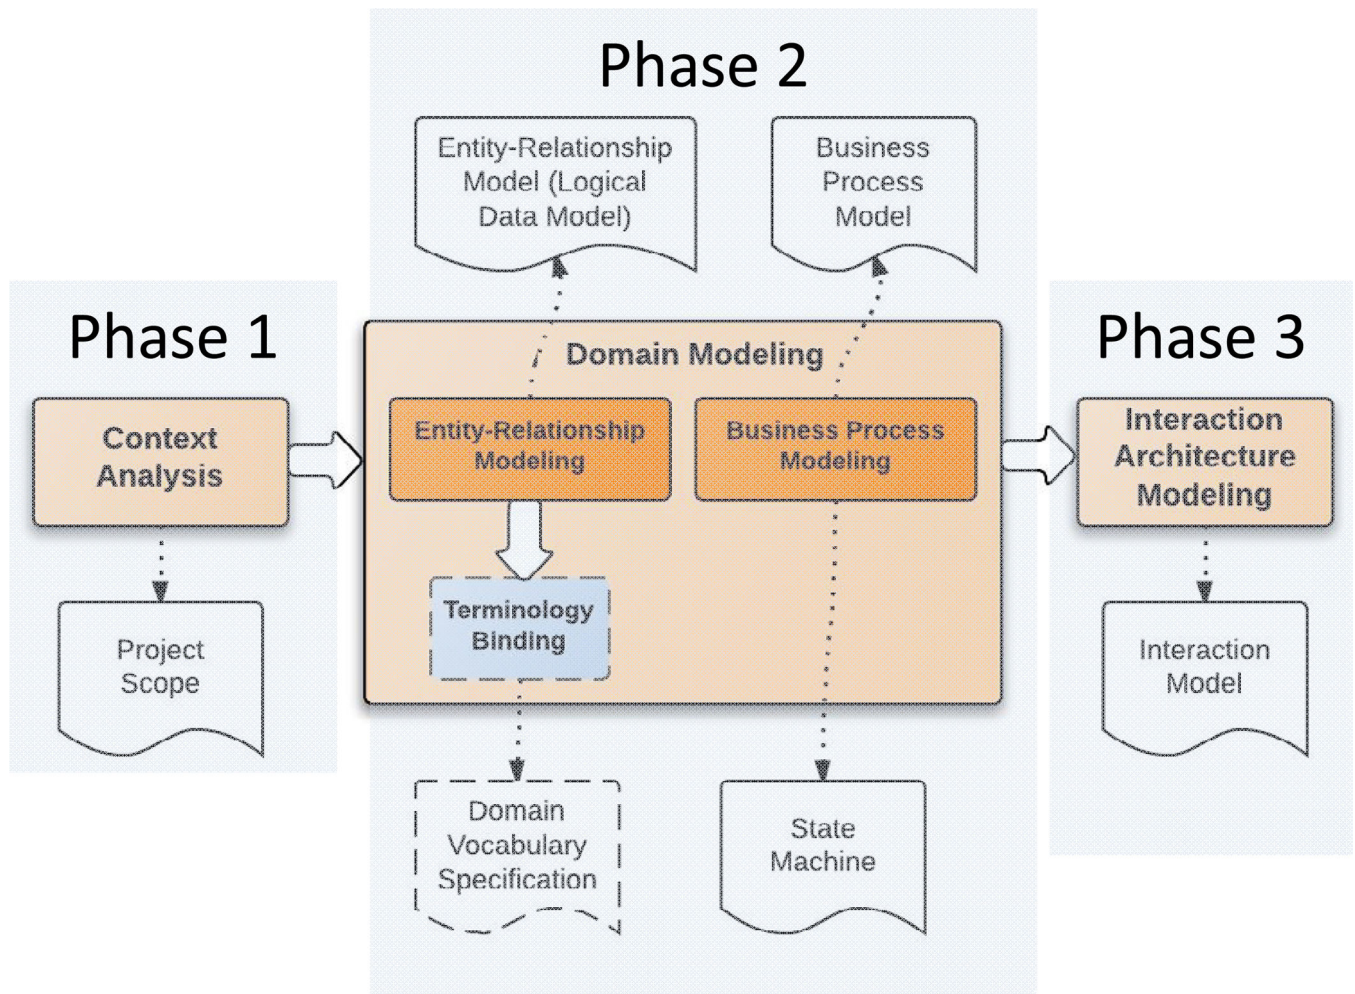 Phase 1
Context
Analysis
Project
Scope
Phase 2
Entity-Relationship
Model (Logical
Data Model)
Business
Process
Model
Domain Modeling
Entity-Relationship
Modeling
Business Process
Modeling
Terminology
Binding
Domain
Vocabulary
Specification
State
Machine
Phase 3
Interaction
Architecture
Modeling
Interaction
Model